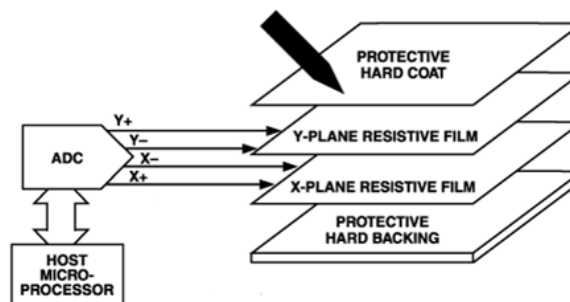 PROTECTIVE
HARD COAT
Y+
Y–
X–
X+
ADC
Y-PLANE RESISTIVE FILM
X-PLANE RESISTIVE FILM
PROTECTIVE
HARD BACKING
HOST
MICRO-
PROCESSOR